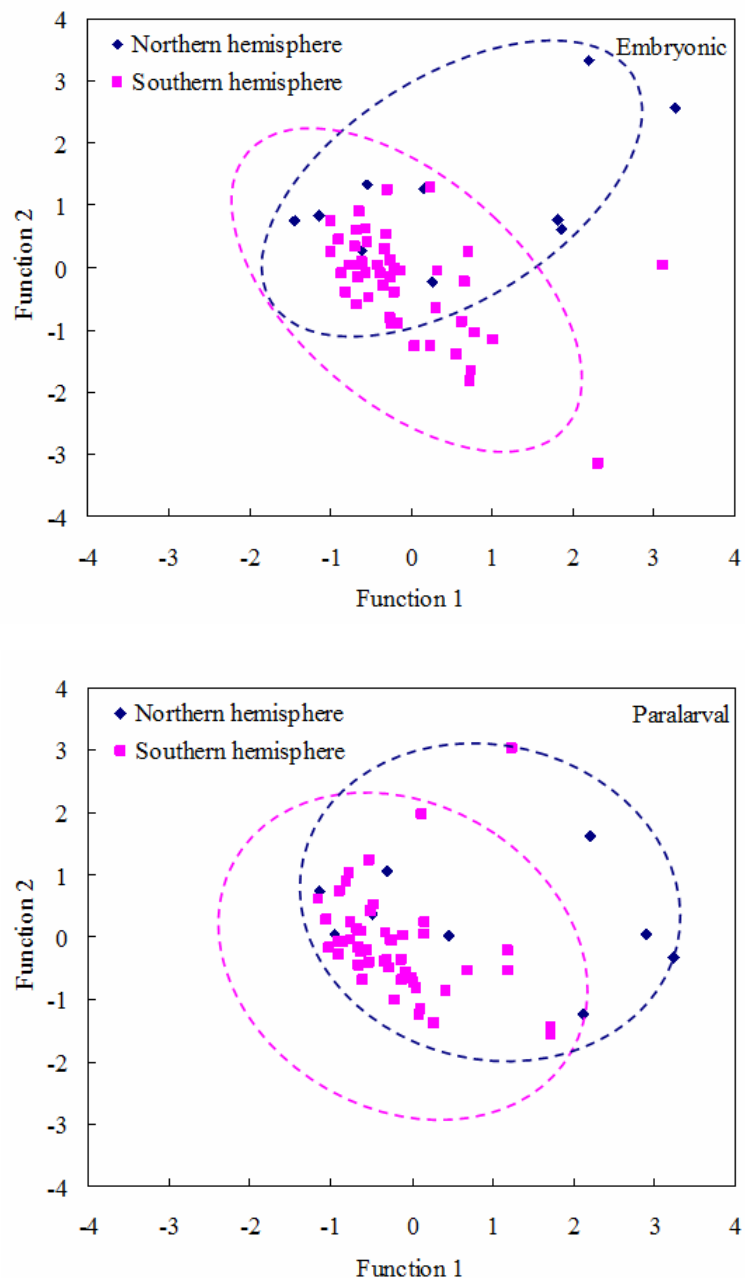 4
Northern hemisphere Embryonic
Southern hemisphere
3
2
1
0
-1
-2
-3
-4
Function 2
-4 -3 -2 -1 0 1 2 3 4
Function 1
4
Northern hemisphere Paralarval
Southern hemisphere
3
2
1
0
-1
-2
-3
-4
Function 2
-4 -3 -2 -1 0 1 2 3 4
Function 1